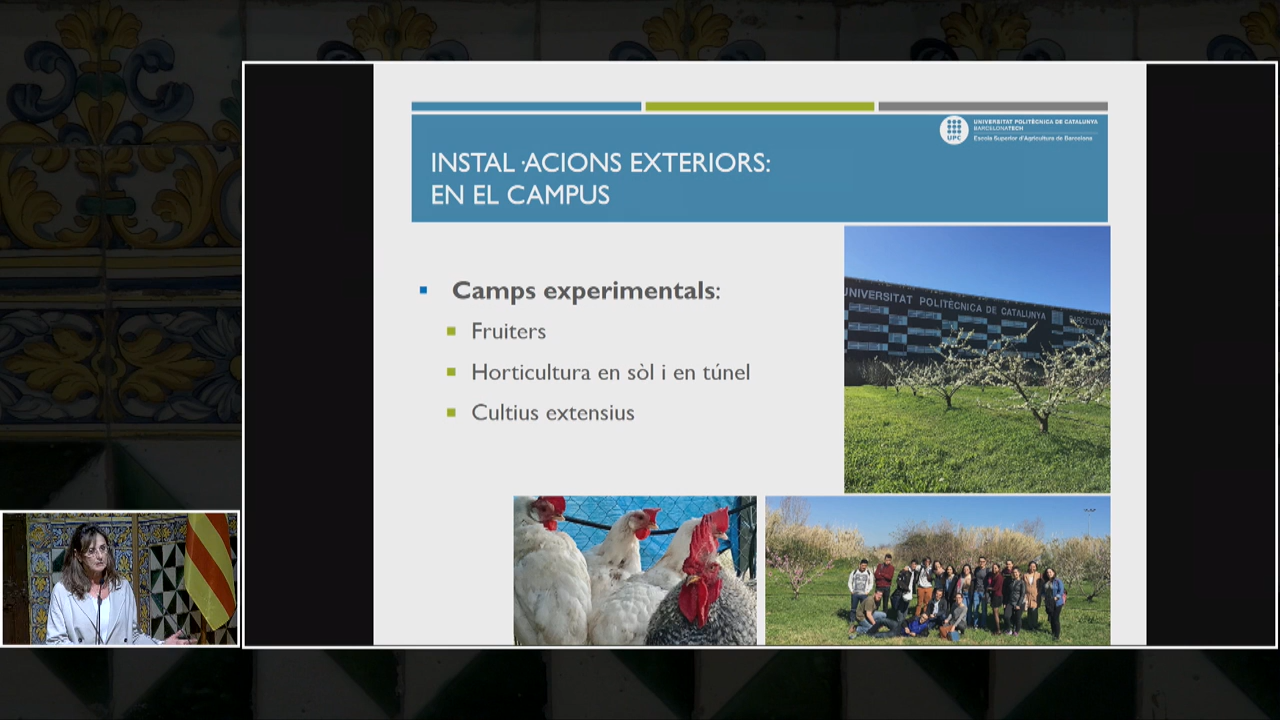 UNIVERSITAT POLITÈCNICA DE CATALUNYA
BARCELONATECH
Escola Superior d'Agricultura de Barcelona
UPC
INSTAL·ACIONS EXTERIORS:
EN EL CAMPUS
Camps experimentals:
Fruiters
Horticultura en sòl i en túnel
Cultius extensius
UNIVERSITAT POLITÈCNICA DE CATALUNYA